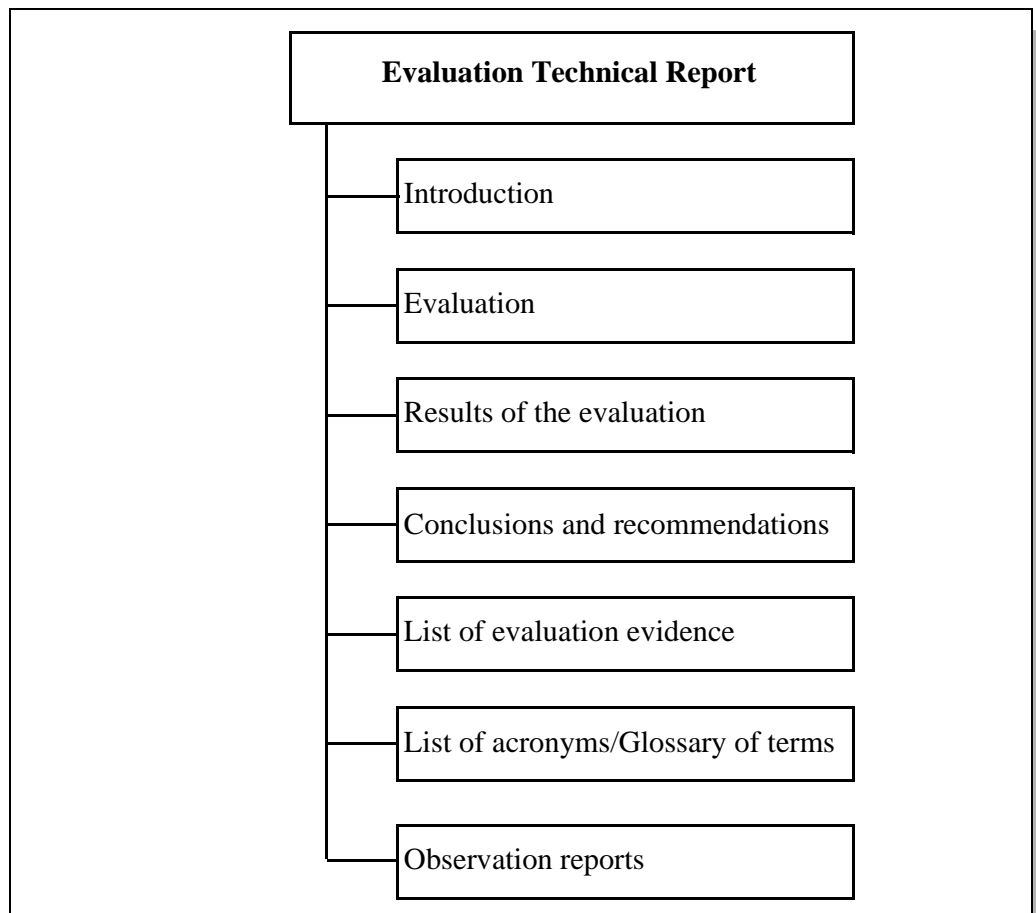 Evaluation Technical Report
Introduction
Evaluation
Results of the evaluation
Conclusions and recommendations
List of evaluation evidence
List of acronyms/Glossary of terms
Observation reports